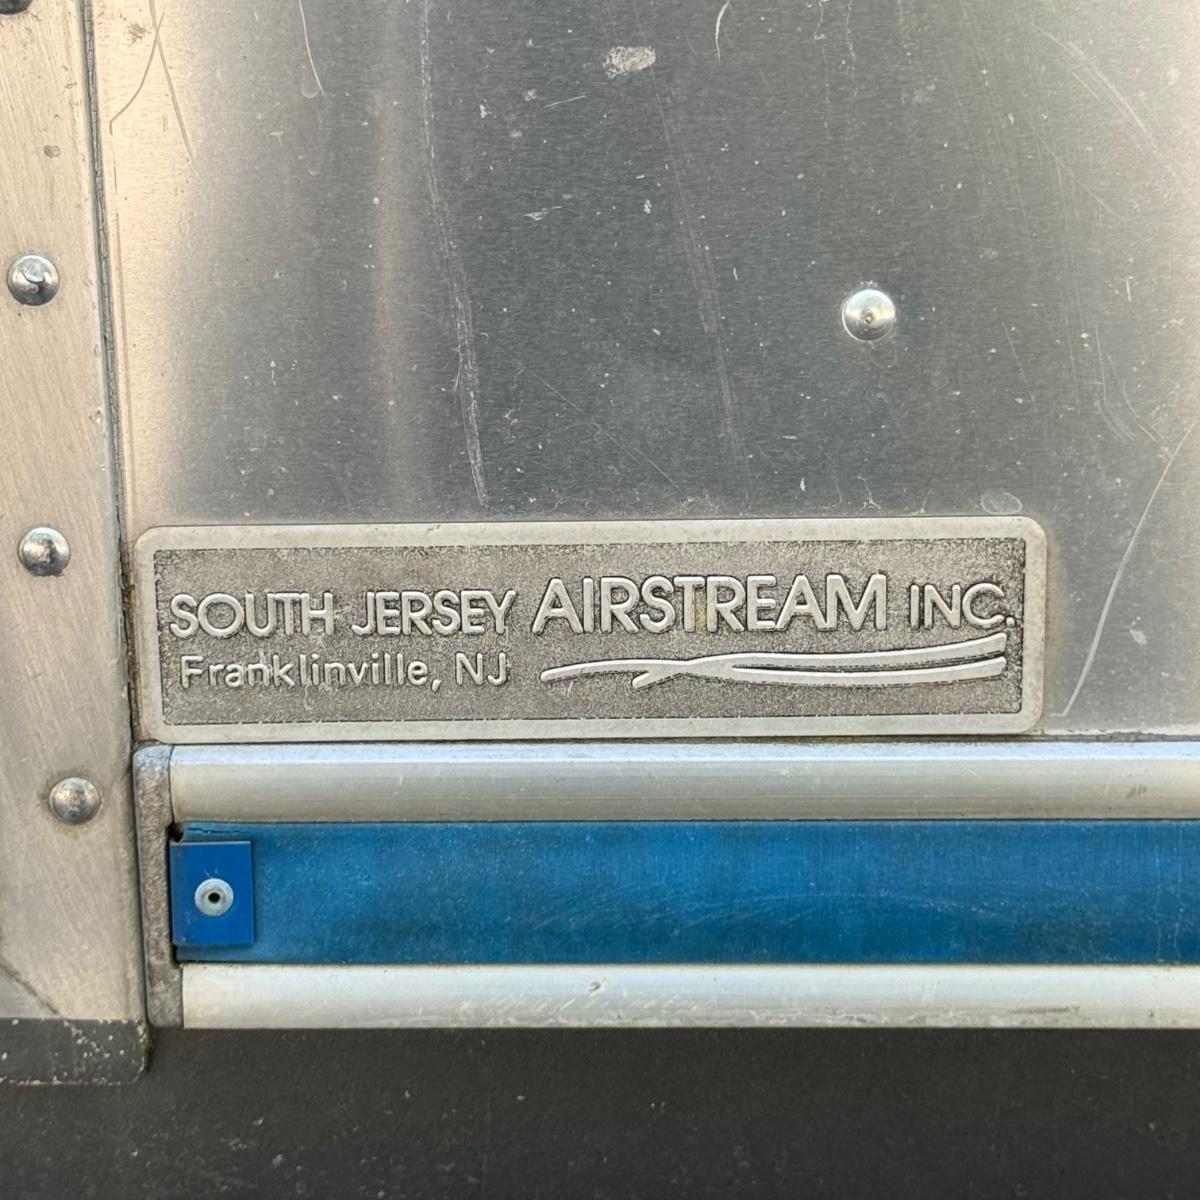 SOUTH JERSEY AIRSTREAM INC.
Franklinville, NJ